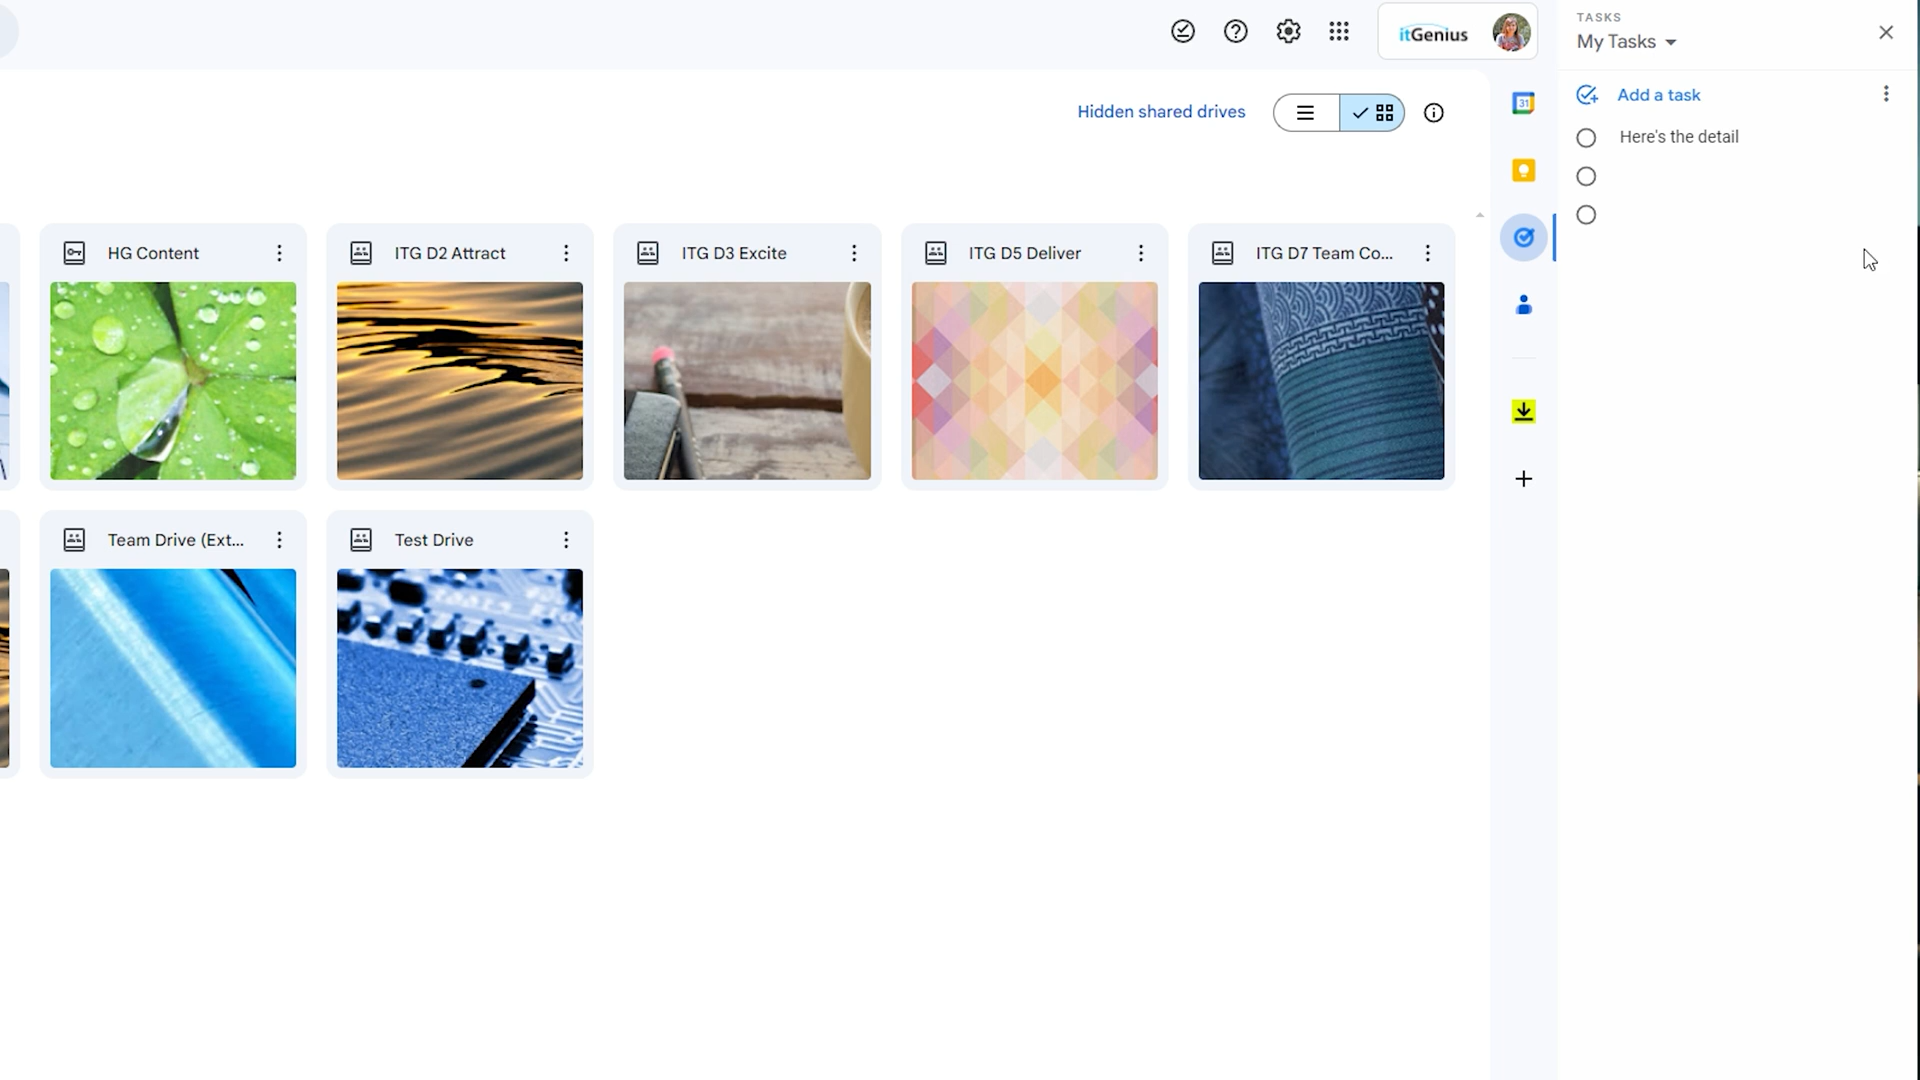 itGenius
TASKS
My Tasks
Hidden shared drives
31
Add a task
Here's the detail
HG Content
ITG D2 Attract
ITG D3 Excite
ITG D5 Deliver
ITG D7 Team Co...
Team Drive (Ext...
Test Drive